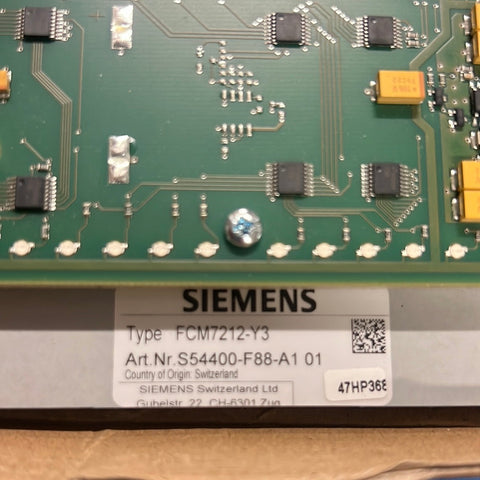 SIEMENS
Type FCM7212-Y3
Art.Nr.S54400-F88-A1 01
Country of Origin: Switzerland
SIEMENS Switzerland Ltd
Gubelstr. 22, CH-6301 Zug
47HP368